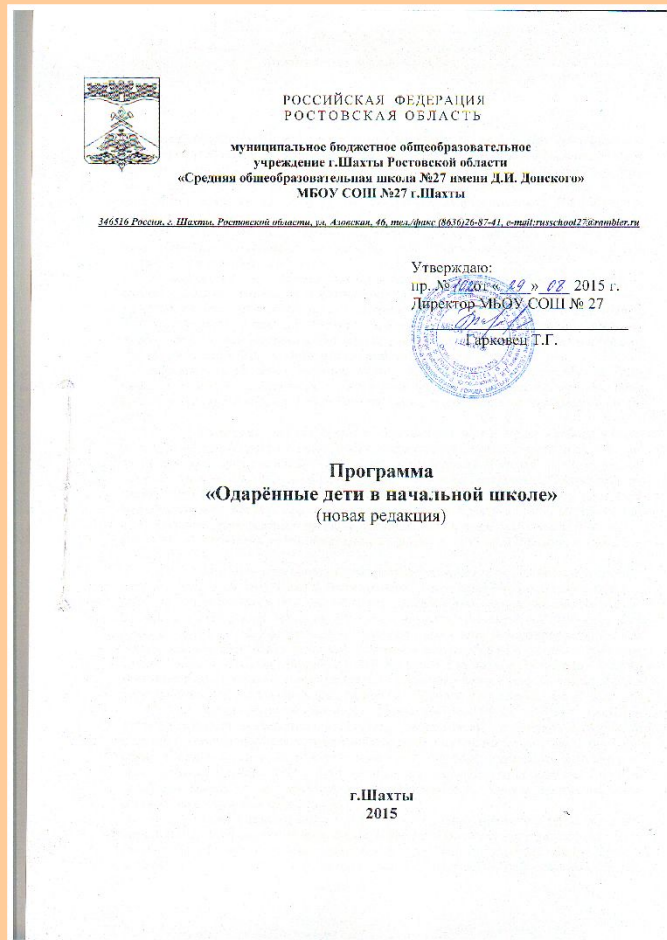 РОССИЙСКАЯ ФЕДЕРАЦИЯ
РОСТОВСКАЯ ОБЛАСТЬ
муниципальное бюджетное общеобразовательное
учреждение г.Шахты Ростовской области
«Средняя общеобразовательная школа №27 имени Д.И. Донского»
МБОУ СОШ №27 г.Шахты
346516 Россия, г. Шахты, Ростовской области, ул. Азовская, 46, тел./факс (8636)26-87-41, e-mail:russchool27@rambler.ru
Утверждаю:
пр. №102от « 29 » 08 2015 г.
Директор МБОУ СОШ № 27
Гарковец Т.Г.
Программа
«Одарённые дети в начальной школе»
(новая редакция)
г.Шахты
2015